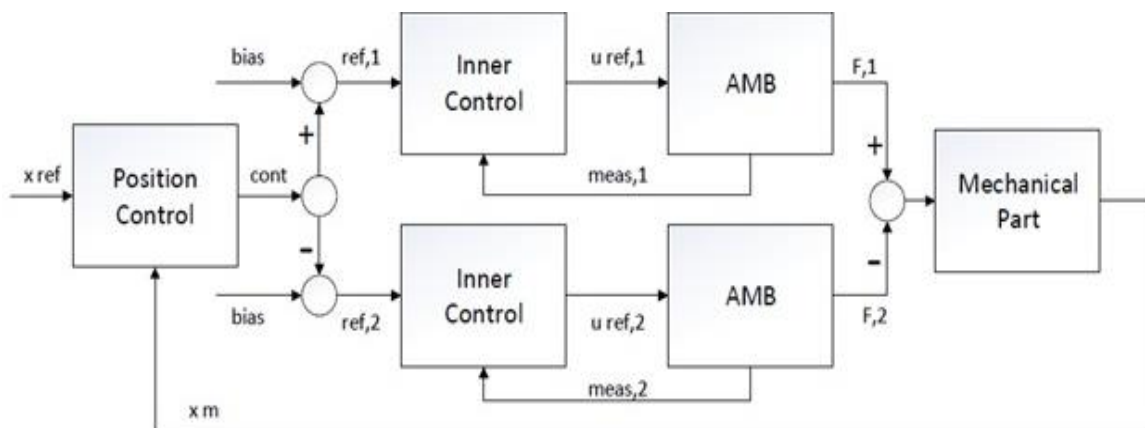 bias
ref,1
Inner
Control
u ref,1
AMB
F,1
+
+
meas,1
x ref
Position
Control
cont
Mechanical
Part
-
-
bias
ref,2
Inner
Control
u ref,2
AMB
F,2
meas,2
x m